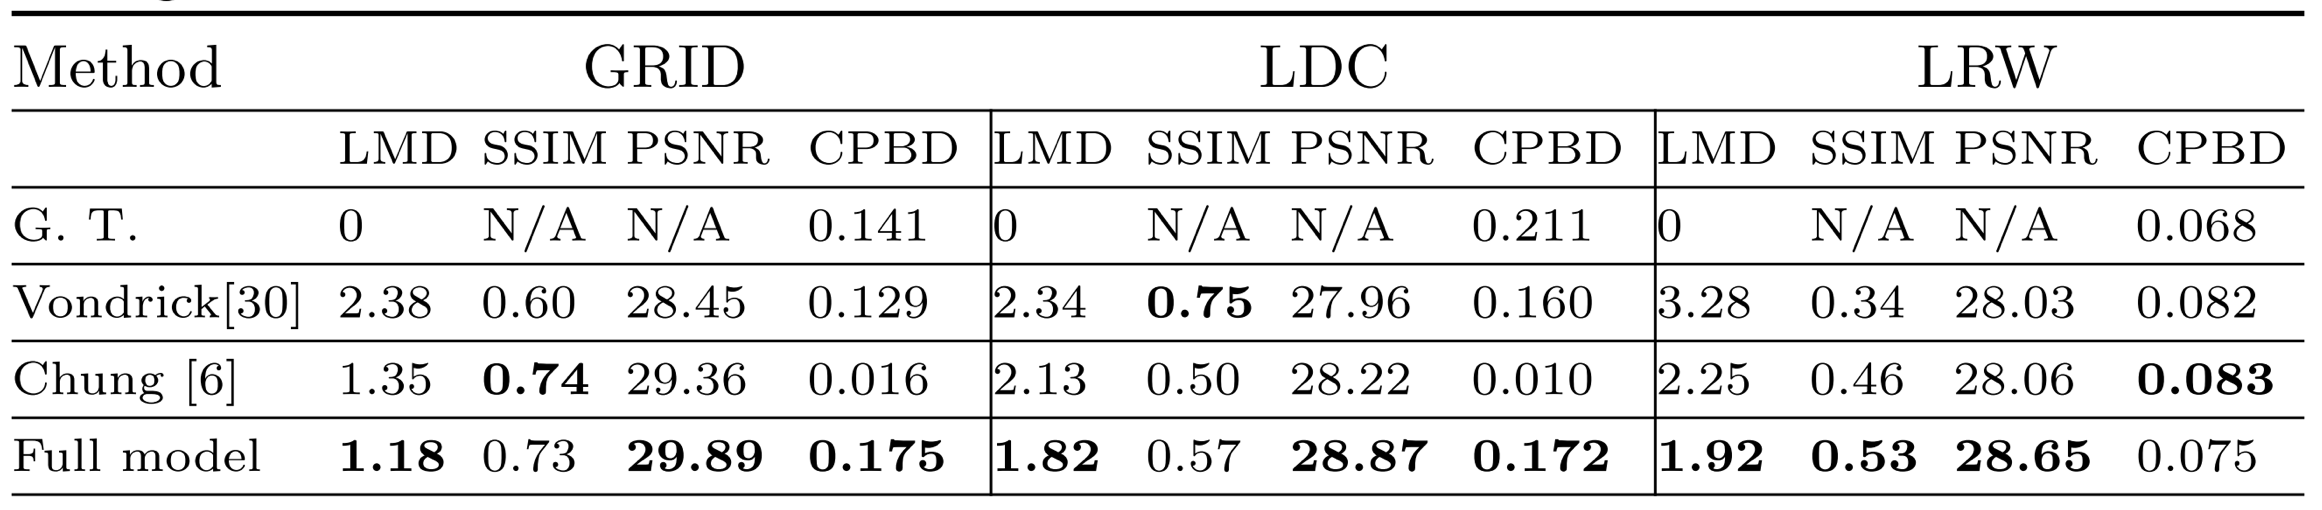 Method GRID LDC LRW
LMD SSIM PSNR CPBD LMD SSIM PSNR CPBD LMD SSIM PSNR CPBD
G. T. 0 N/A N/A 0.141 0 N/A N/A 0.211 0 N/A N/A 0.068
Vondrick[30] 2.38 0.60 28.45 0.129 2.34 0.75 27.96 0.160 3.28 0.34 28.03 0.082
Chung [6] 1.35 0.74 29.36 0.016 2.13 0.50 28.22 0.010 2.25 0.46 28.06 0.083
Full model 1.18 0.73 29.89 0.175 1.82 0.57 28.87 0.172 1.92 0.53 28.65 0.075